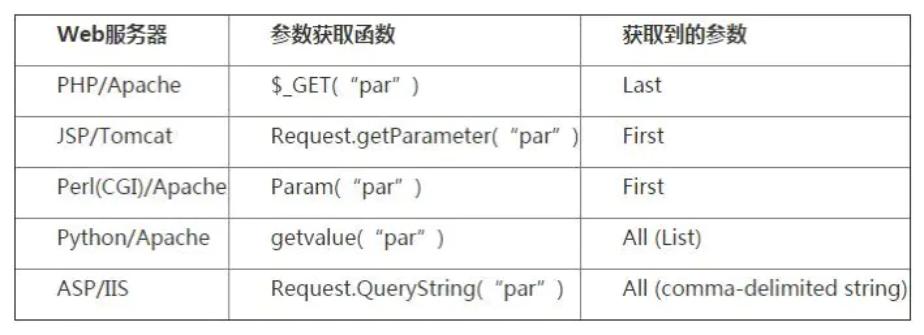 Web服务器 参数获取函数 获取到的参数
PHP/Apache $_GET(“par”) Last
JSP/Tomcat Request.getParameter(“par”) First
Perl(CGI)/Apache Param(“par”) First
Python/Apache getvalue(“par”) All (List)
ASP/IIS Request.QueryString(“par”) All (comma-delimited string)